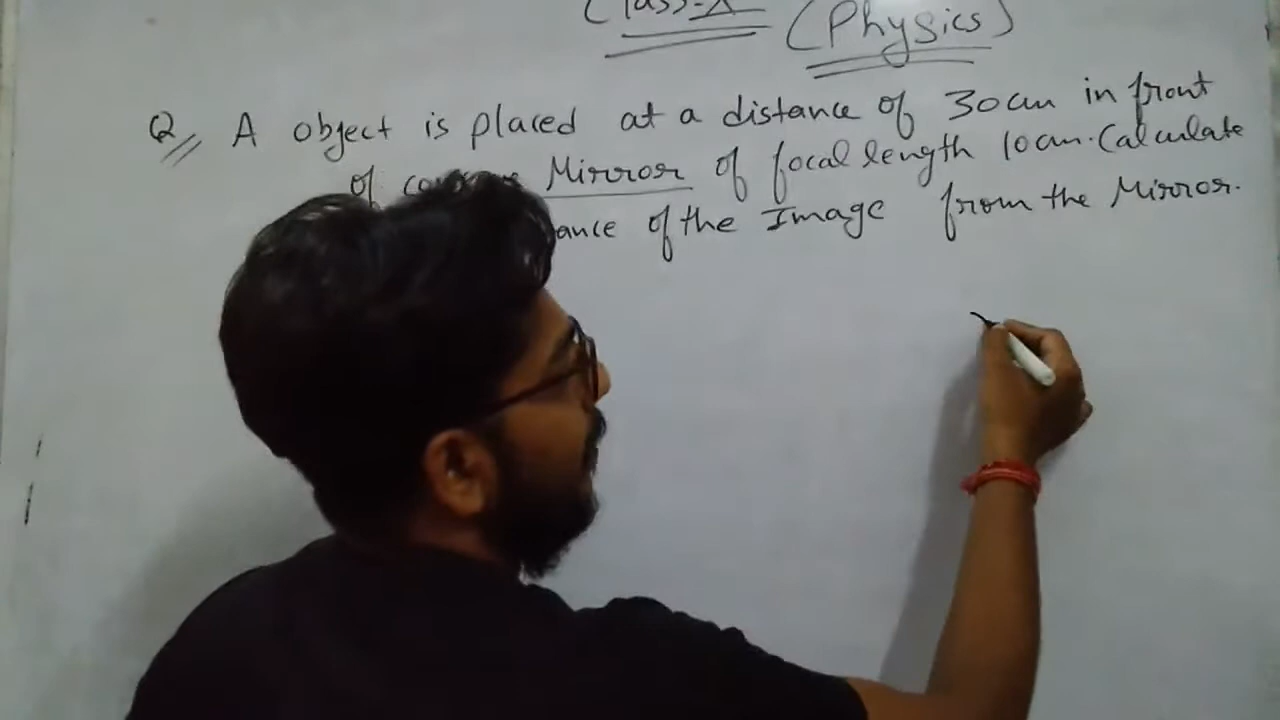 Class-X (Physics)
Q A object is placed at a distance of 30cm in front
of Mirror of focal length 10cm. Calculate
of the Image from the Mirror.